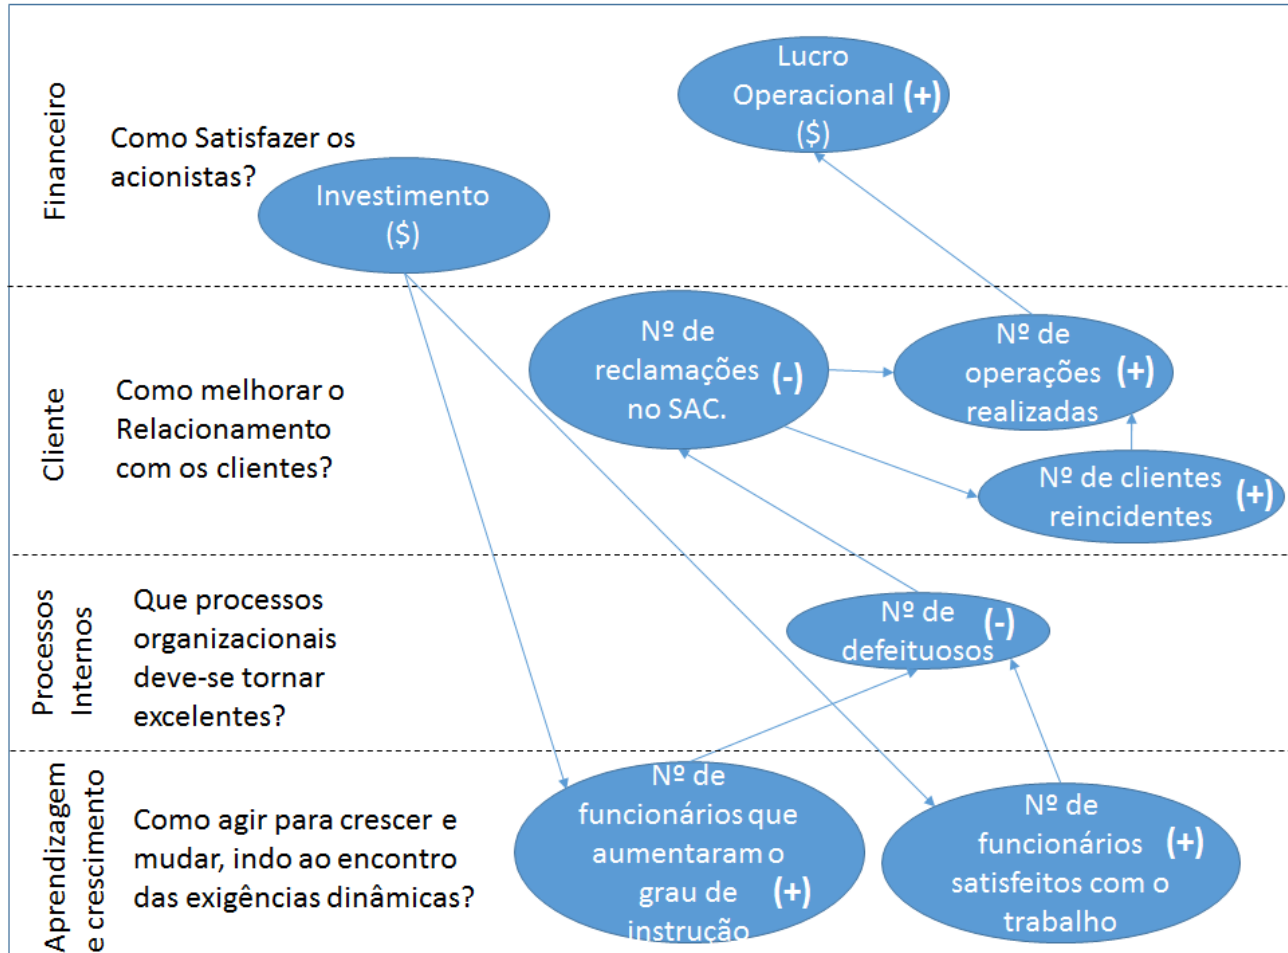 Financeiro
Como Satisfazer os
acionistas?
Investimento
($)
Lucro
Operacional (+)
($)
Cliente
Como melhorar o
Relacionamento
com os clientes?
Nº de
reclamações (-)
no SAC.
Nº de
operações (+)
realizadas
Nº de clientes (+)
reincidentes
Processos
Internos
Que processos
organizacionais
deve-se tornar
excelentes?
Nº de (-)
defeituosos
Aprendizagem
e crescimento
Como agir para crescer e
mudar, indo ao encontro
das exigências dinâmicas?
Nº de
funcionários que
aumentaram o
grau de (+)
instrução
Nº de
funcionários (+)
satisfeitos com o
trabalho